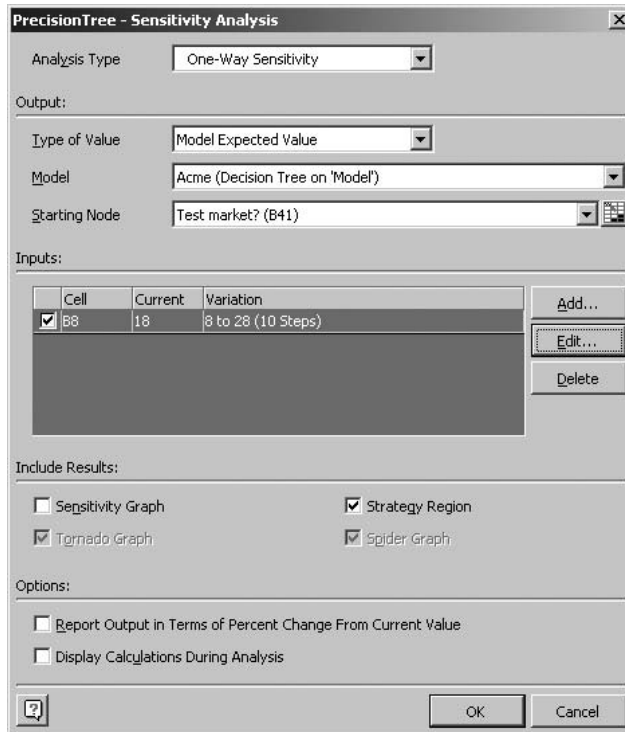 PrecisionTree - Sensitivity Analysis
Analysis Type One-Way Sensitivity
Output:
Type of Value Model Expected Value
Model Acme (Decision Tree on 'Model')
Starting Node Test market? (B41)
Inputs:
Cell Current Variation
B8 18 8 to 28 (10 Steps)
Add...
Edit...
Delete
Include Results:
Sensitivity Graph Strategy Region
Tornado Graph Spider Graph
Options:
Report Output in Terms of Percent Change From Current Value
Display Calculations During Analysis
OK Cancel